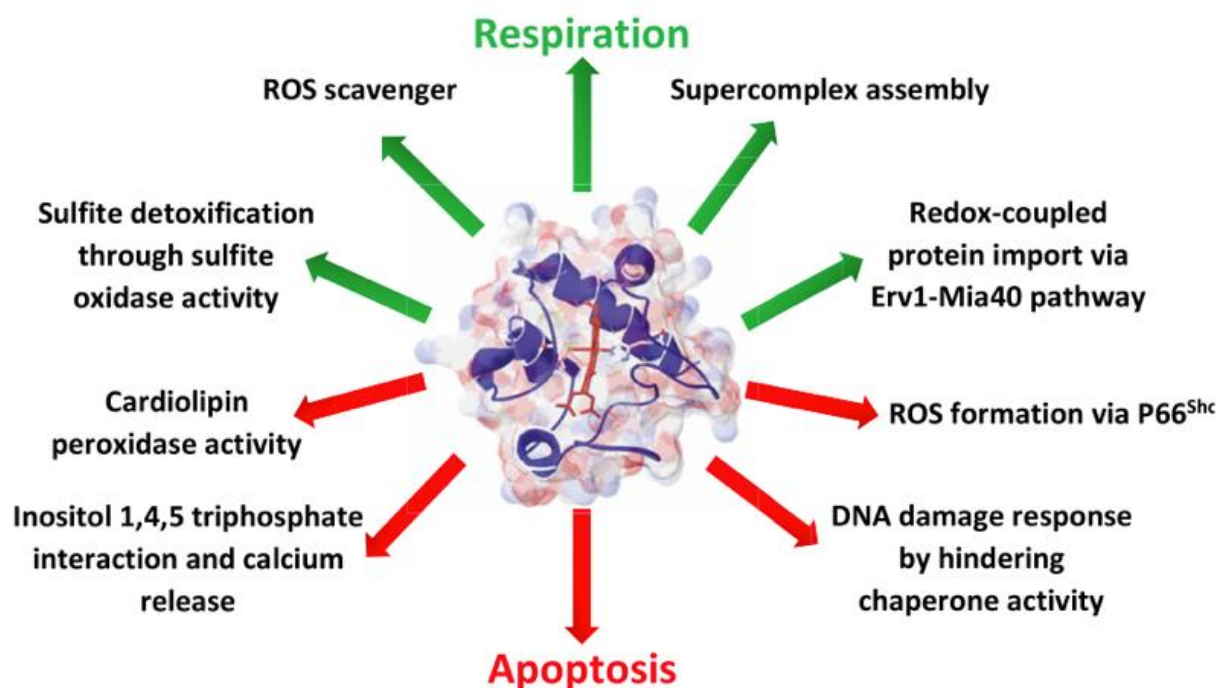 Respiration
ROS scavenger
Supercomplex assembly
Sulfite detoxification
through sulfite
oxidase activity
Redox-coupled
protein import via
Erv1-Mia40 pathway
Cardiolipin
peroxidase activity
ROS formation via P66Shc
Inositol 1,4,5 triphosphate
interaction and calcium
release
DNA damage response
by hindering
chaperone activity
Apoptosis